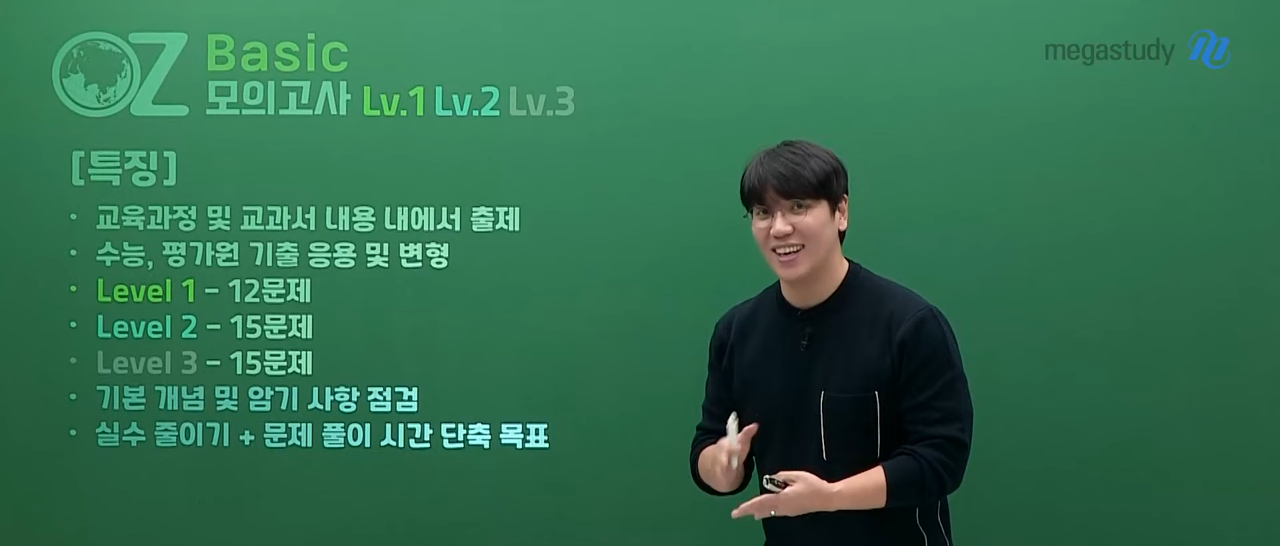 OZ Basic
모의고사 Lv.1 Lv.2 Lv.3
megastudy
[특징]
• 교육과정 및 교과서 내용 내에서 출제
• 수능, 평가원 기출 응용 및 변형
• Level 1 - 12문제
• Level 2 - 15문제
• Level 3 - 15문제
• 기본 개념 및 암기 사항 점검
• 실수 줄이기 + 문제 풀이 시간 단축 목표